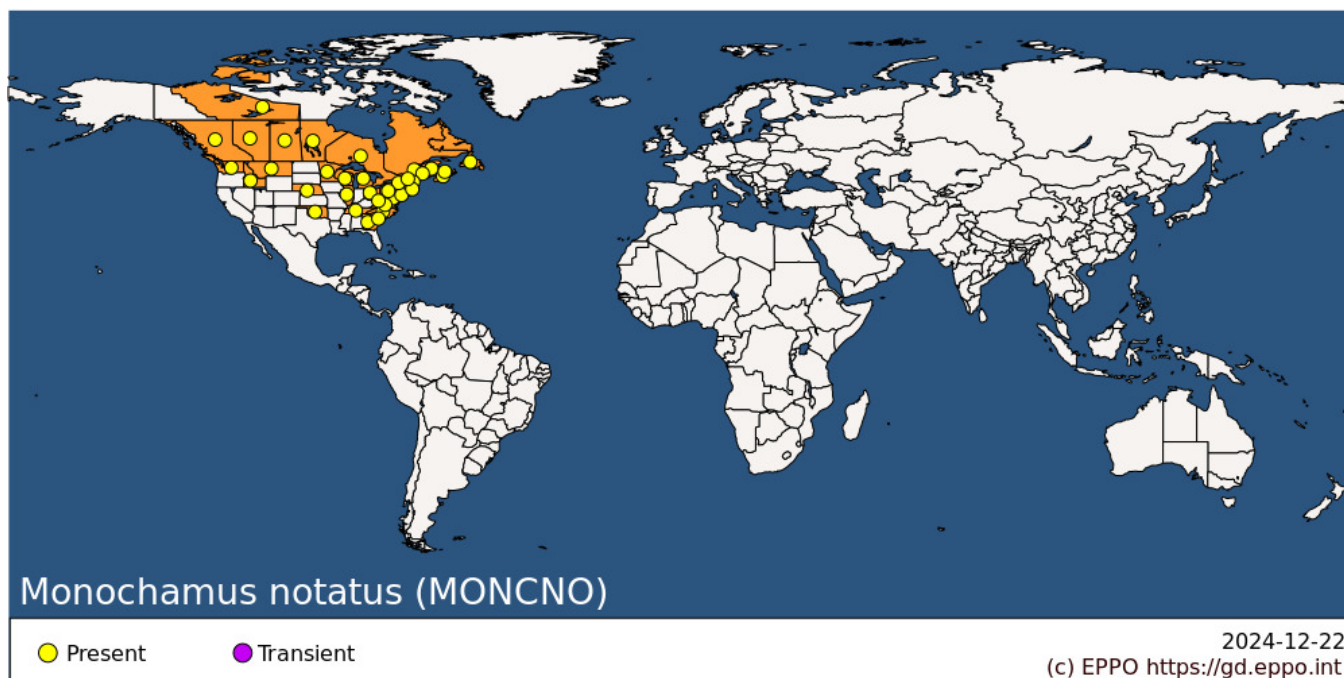 Monochamus notatus (MONCNO)
Present
Transient
2024-12-22
(c) EPPO https://gd.eppo.int